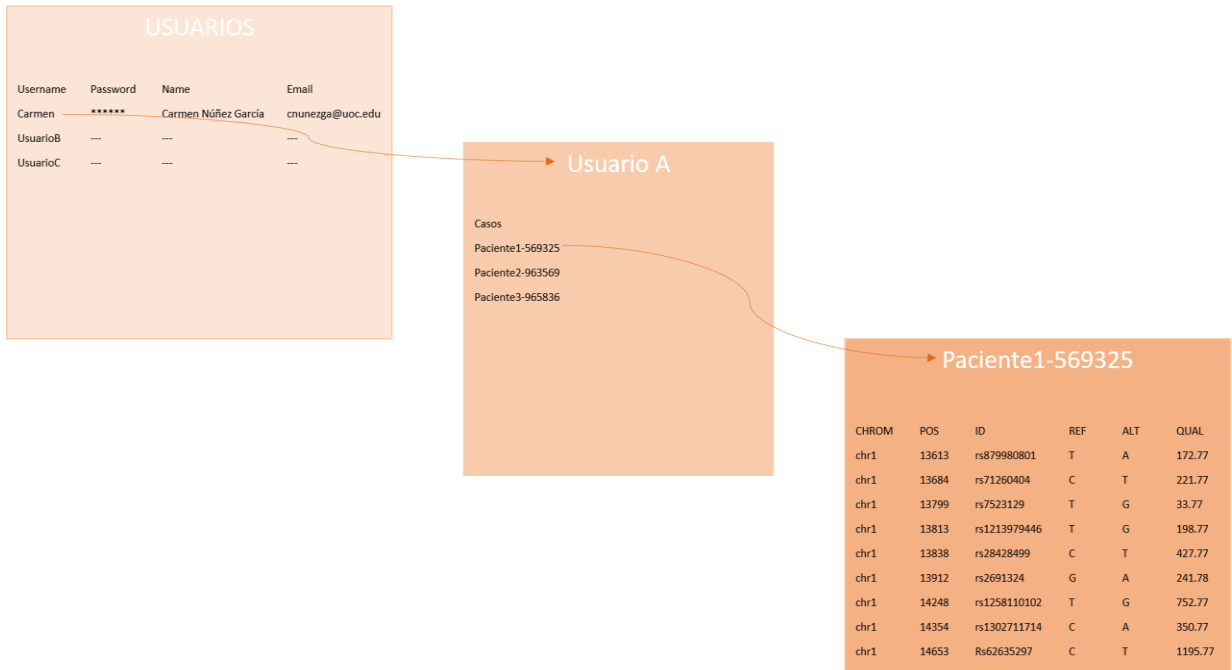 USUARIOS
Username Password Name Email
Carmen ****** Carmen Núñez García cnunezga@uoc.edu
UsuarioB --- --- ---
UsuarioC --- --- ---
Usuario A
Casos
Paciente1-569325
Paciente2-963569
Paciente3-965836
Paciente1-569325
CHROM POS ID REF ALT QUAL
chr1 13613 rs879980801 T A 172.77
chr1 13684 rs71260404 C T 221.77
chr1 13799 rs7523129 T G 33.77
chr1 13813 rs1213979446 T G 198.77
chr1 13838 rs28428499 C T 427.77
chr1 13912 rs2691324 G A 241.78
chr1 14248 rs1258110102 T G 752.77
chr1 14354 rs1302711714 C A 350.77
chr1 14653 Rs62635297 C T 1195.77